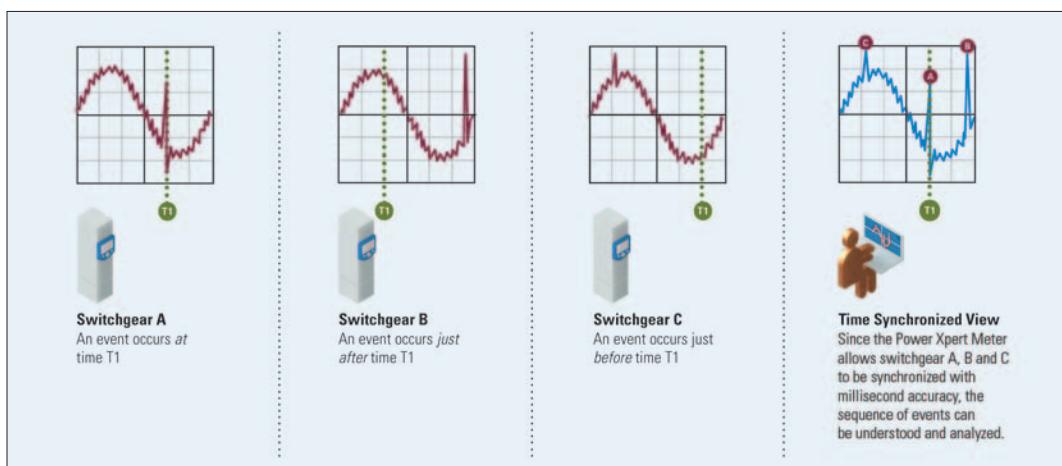 C
B
A
T1
T1
T1
T1
Switchgear A
An event occurs at
time T1
Switchgear B
An event occurs just
after time T1
Switchgear C
An event occurs just
before time T1
Time Synchronized View
Since the Power Xpert Meter
allows switchgear A, B and C
to be synchronized with
millisecond accuracy, the
sequence of events can
be understood and analyzed.